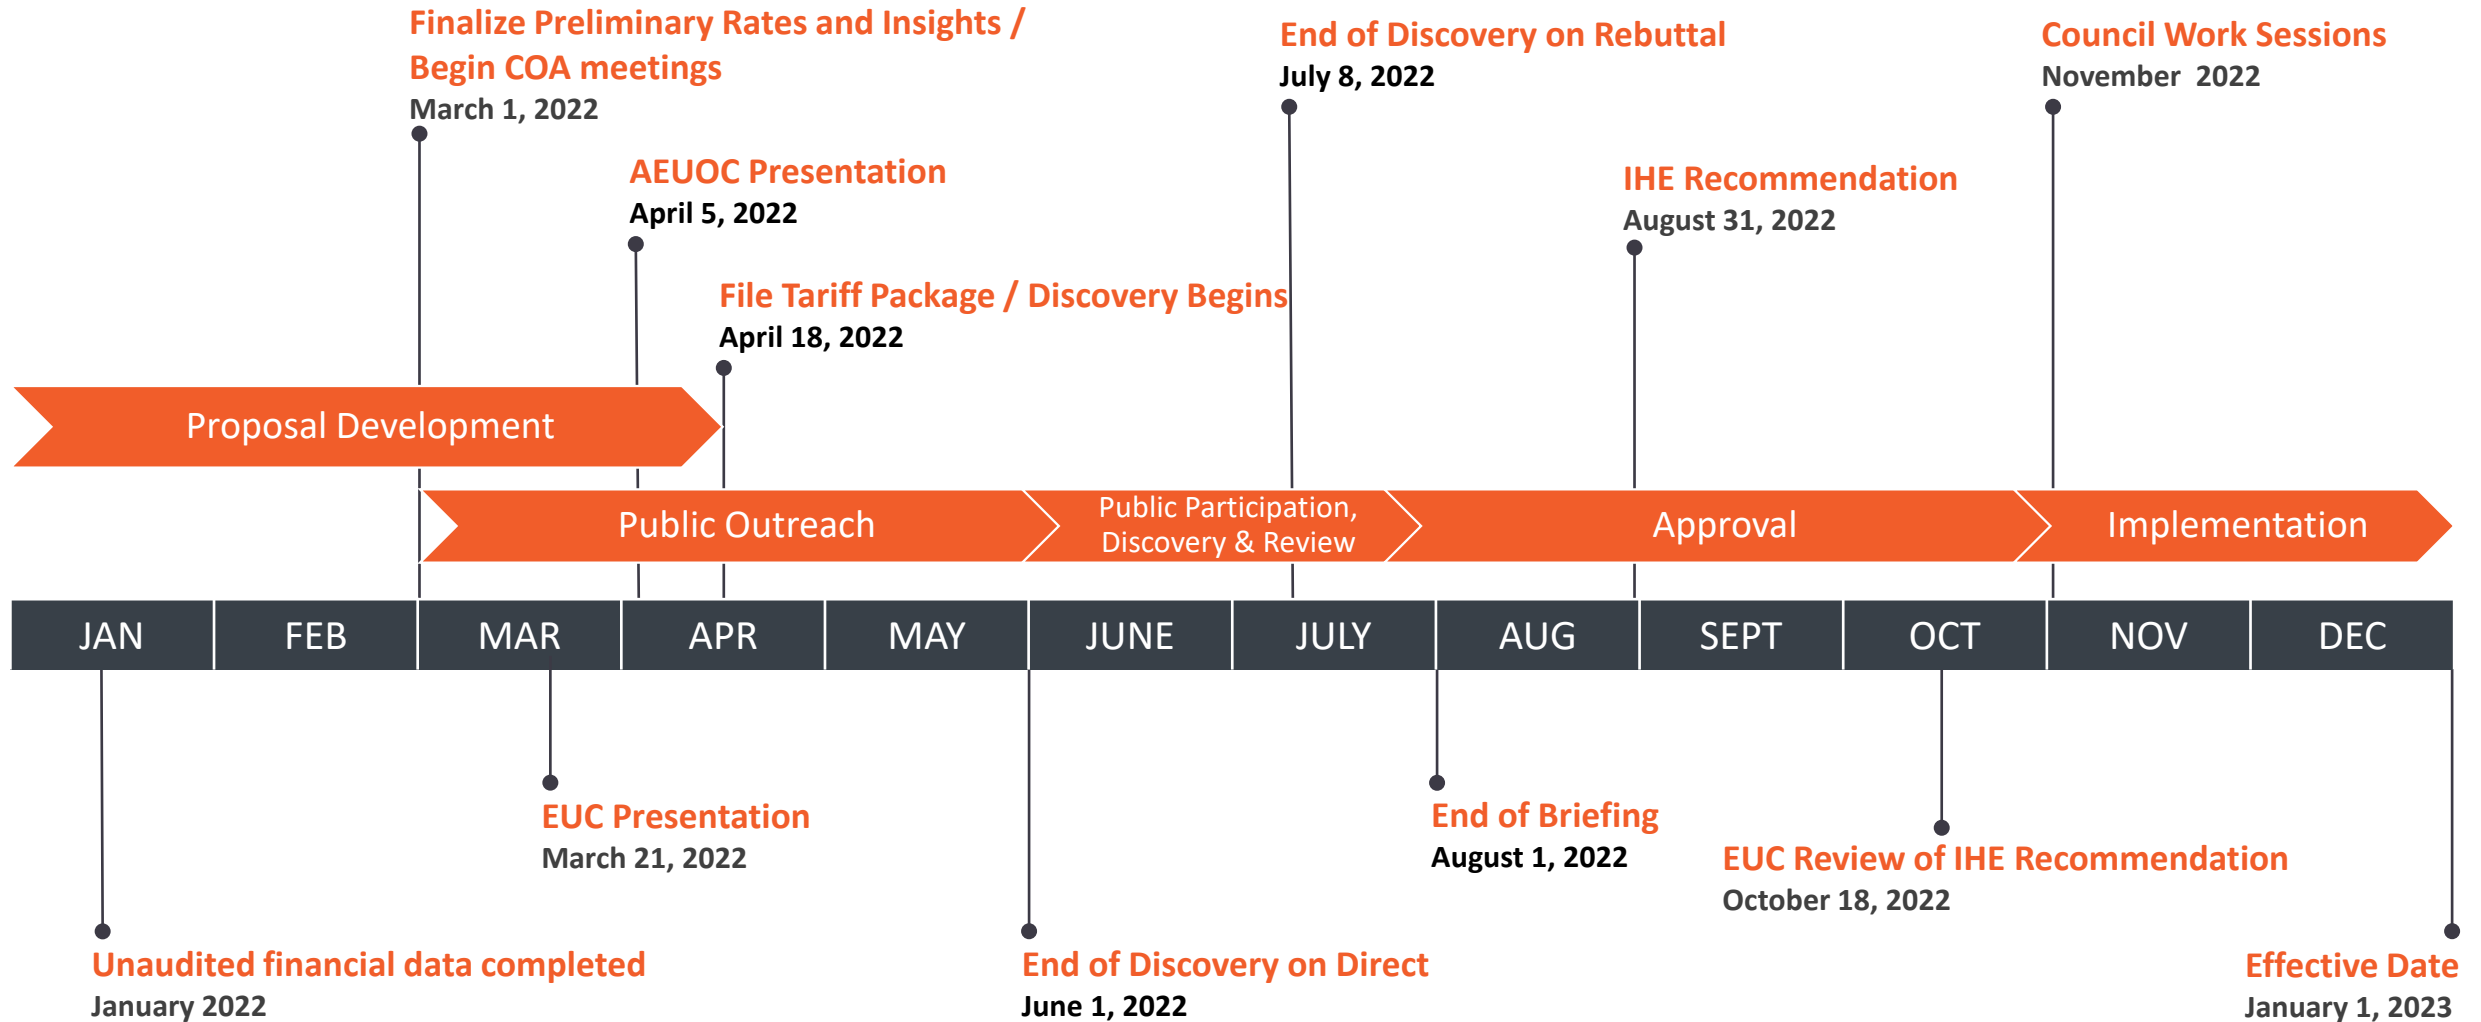 Finalize Preliminary Rates and Insights /
Begin COA meetings
March 1, 2022
End of Discovery on Rebuttal
July 8, 2022
Council Work Sessions
November  2022
AEUOC Presentation
April 5, 2022
IHE Recommendation
August 31, 2022
File Tariff Package / Discovery Begins
April 18, 2022
Proposal Development
Public Outreach
Public Participation,
Discovery & Review
Approval
Implementation
JAN
FEB
MAR
APR
MAY
JUNE
JULY
AUG
SEPT
OCT
NOV
DEC
EUC Presentation
March 21, 2022
End of Briefing
August 1, 2022
EUC Review of IHE Recommendation
October 18, 2022
Unaudited financial data completed
January 2022
End of Discovery on Direct
June 1, 2022
Effective Date
January 1, 2023